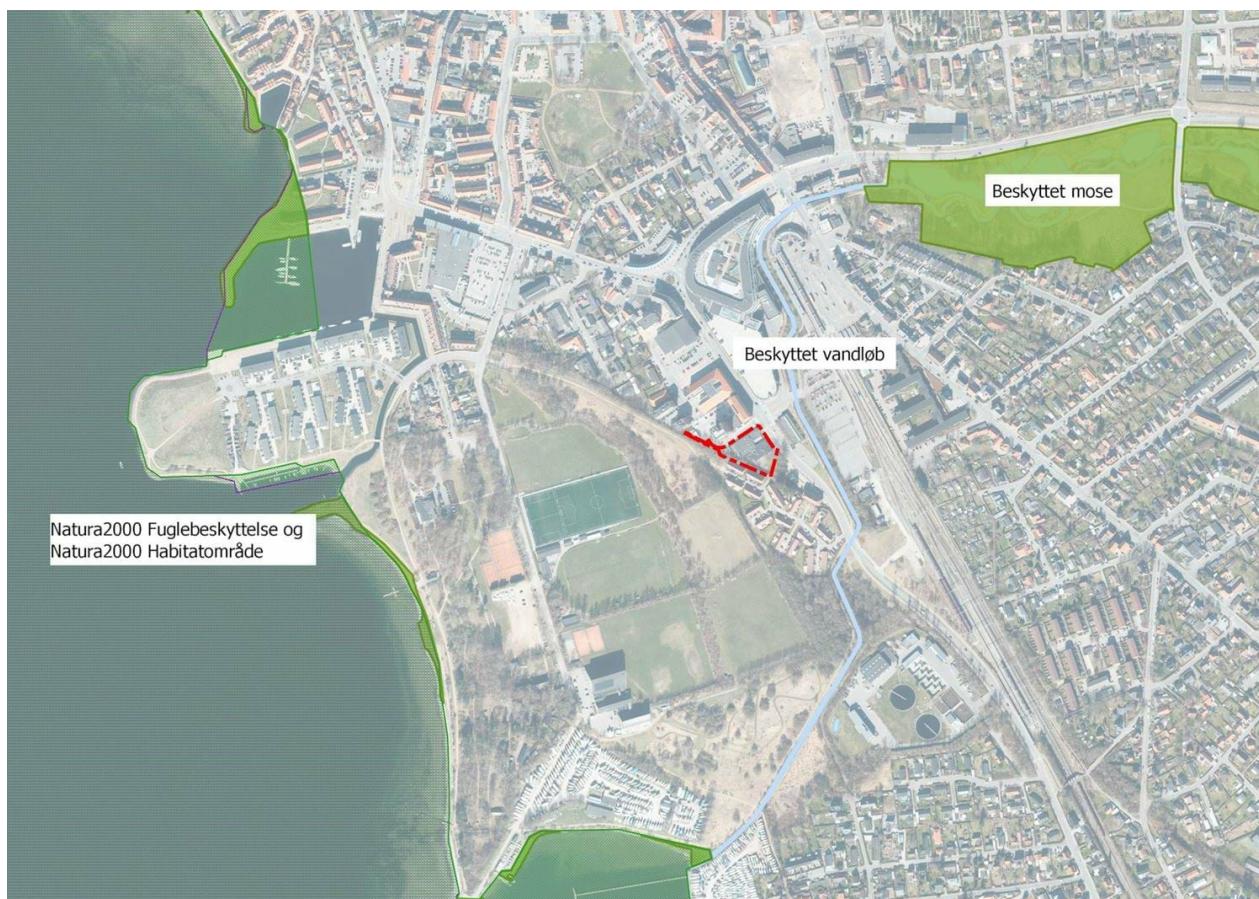 Beskyttet mose
Beskyttet vandløb
Natura2000 Fuglebeskyttelse og
Natura2000 Habitatområde